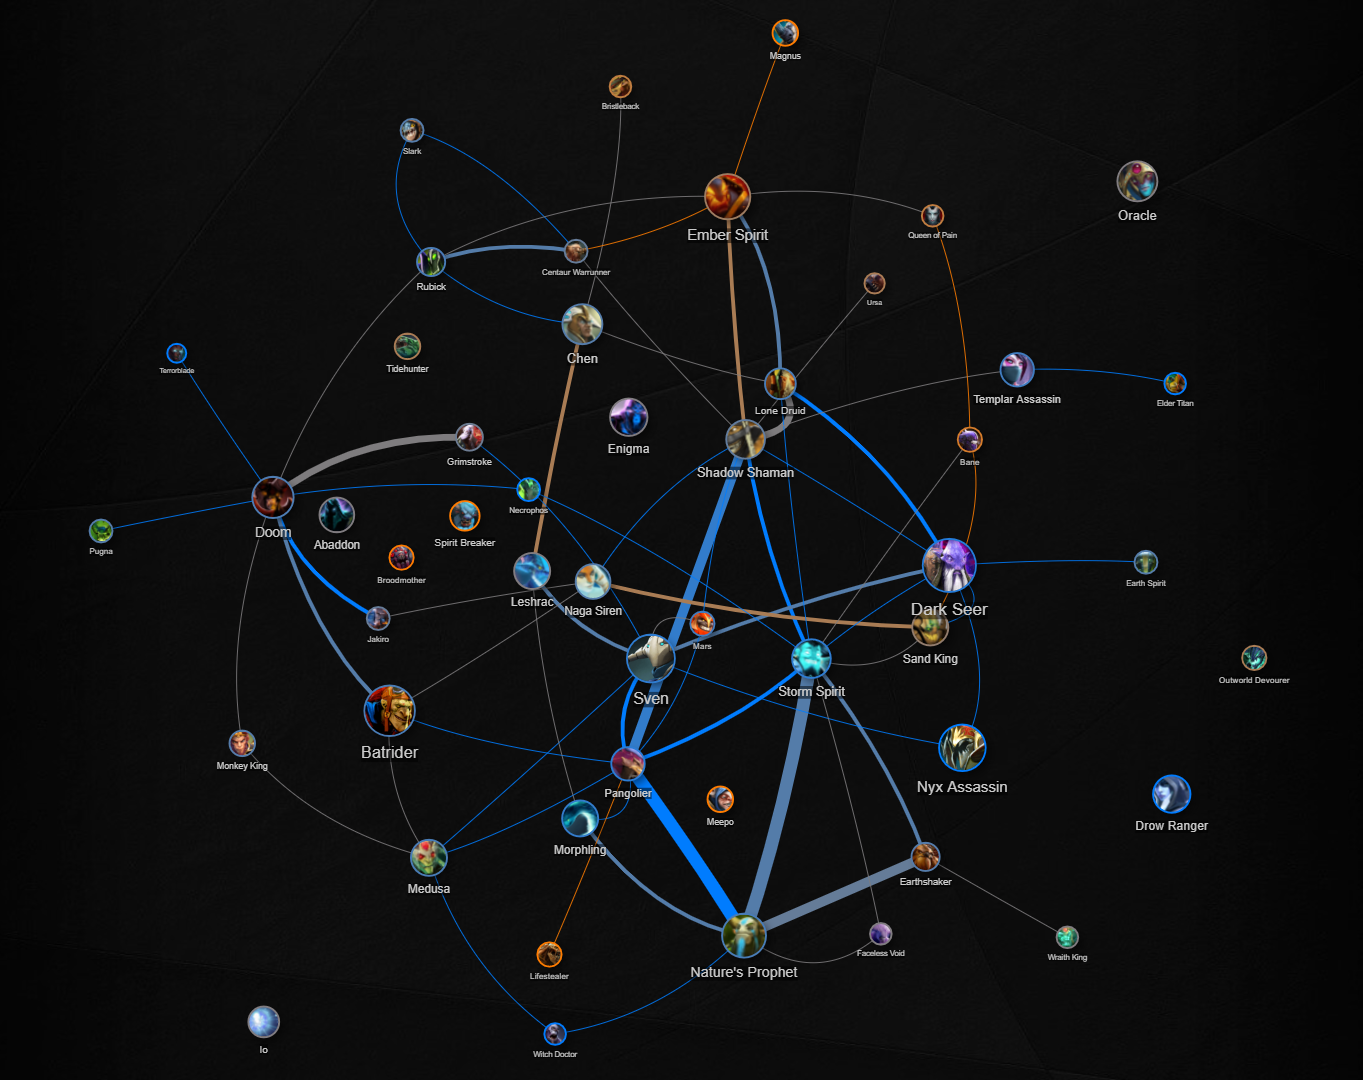 Magnus
Bristleback
Slark
Oracle
Ember Spirit
Queen of Pain
Centaur Warrunner
Rubick
Ursa
Chen
Tidehunter
Terrorblade
Templar Assassin
Elder Titan
Lone Druid
Enigma
Grimstroke
Bane
Shadow Shaman
Necrophos
Doom
Abaddon
Spirit Breaker
Pugna
Broodmother
Earth Spirit
Leshrac
Naga Siren
Dark Seer
Jakiro
Mars
Sand King
Outworld Devourer
Storm Spirit
Sven
Batrider
Monkey King
Nyx Assassin
Pangolier
Meepo
Drow Ranger
Morphling
Earthshaker
Medusa
Faceless Void
Wraith King
Nature's Prophet
Lifestealer
Io
Witch Doctor